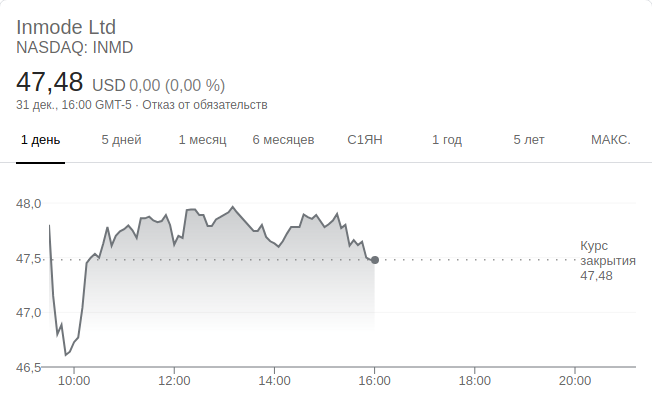 Inmode Ltd
NASDAQ: INMD
47,48 USD 0,00 (0,00 %)
31 дек., 16:00 GMT-5 · Отказ от обязательств
1 день 5 дней 1 месяц 6 месяцев С1ЯН 1 год 5 лет МАКС.
48,0
47,5
47,0
46,5
Курс
закрытия
47,48
10:00 12:00 14:00 16:00 18:00 20:00